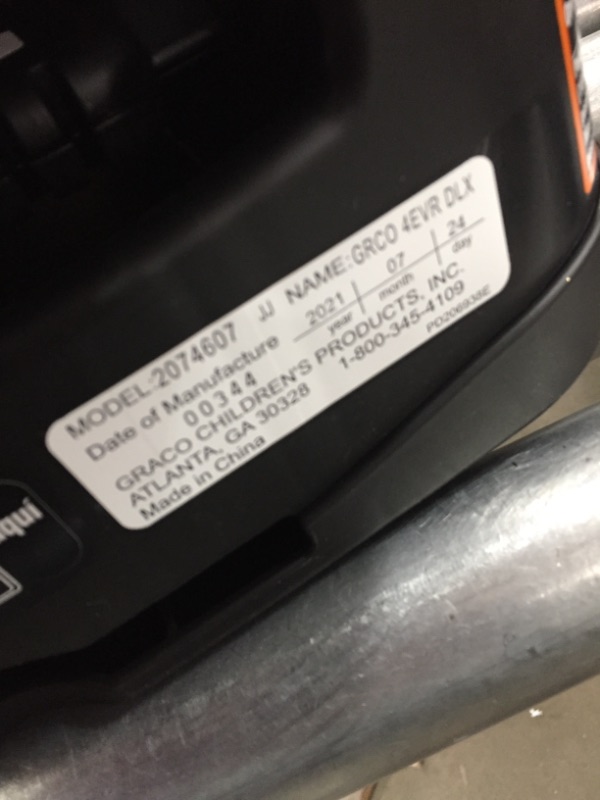 MODEL:2074607 JJ NAME:GRCO 4EVR DLX
Date of Manufacture 2021 07 24
year month day
00344
GRACO CHILDREN'S PRODUCTS, INC.
ATLANTA, GA 30328 1-800-345-4109
Made in China PD206938E